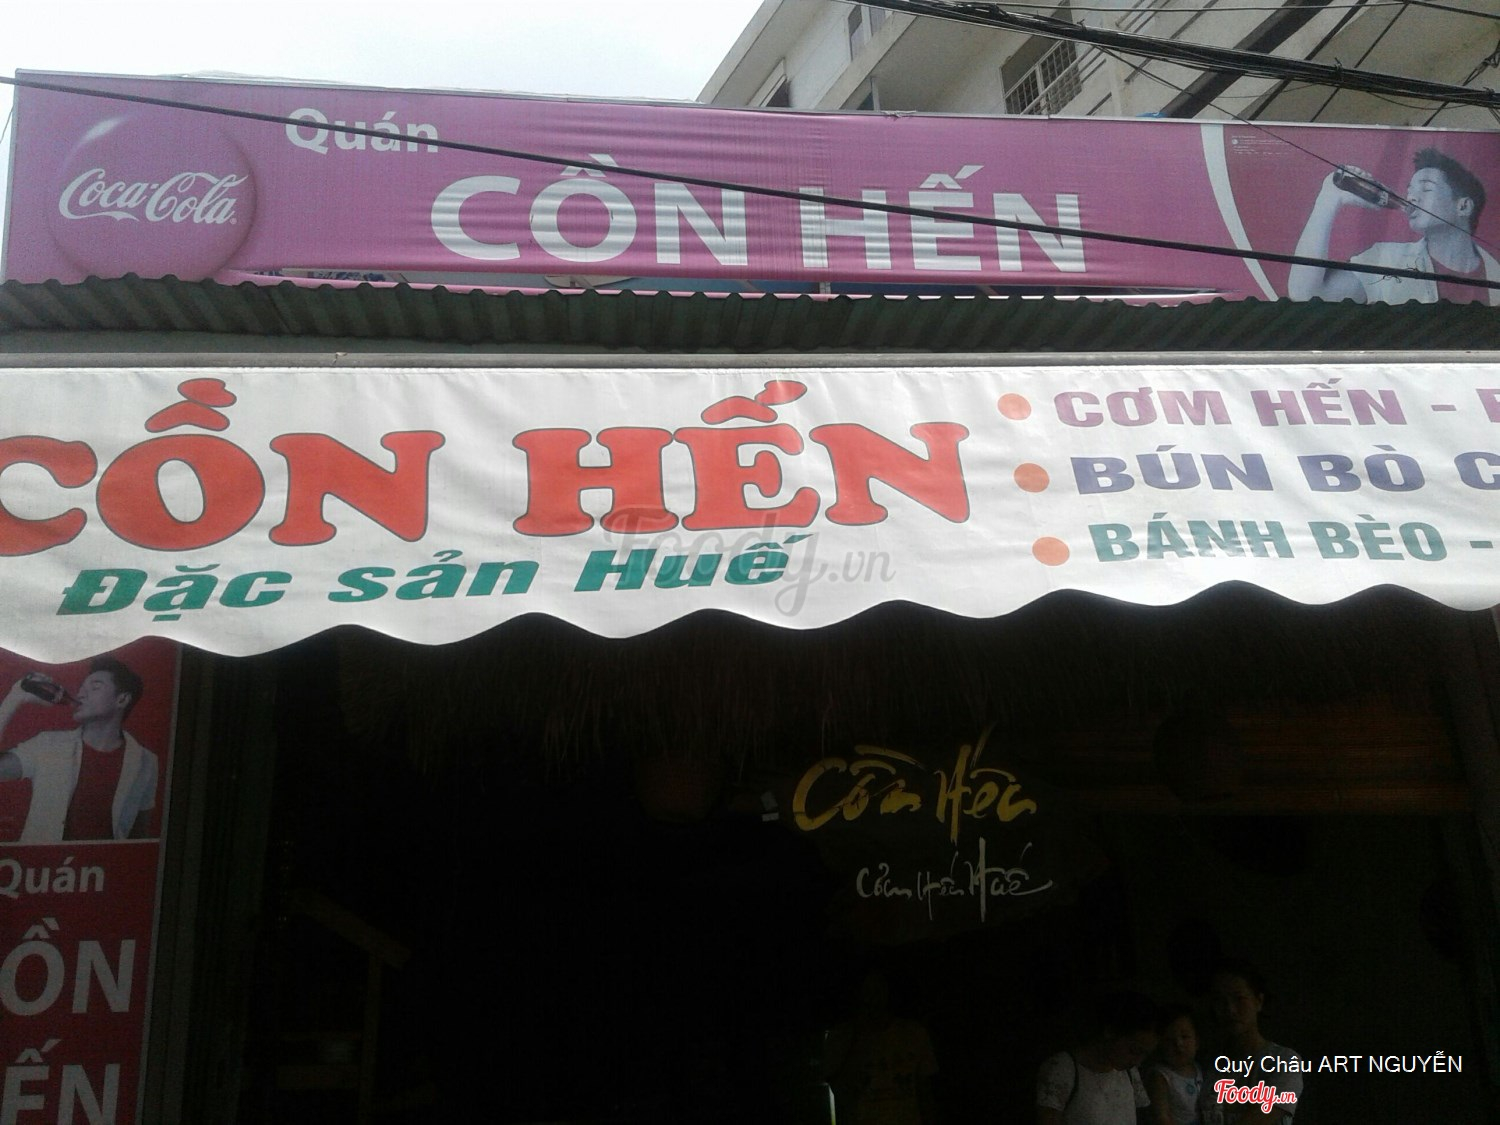 Coca-Cola
Quán
CỒN HẾN
CỒN HẾN
Đặc sản Huế
CƠM HẾN -
BÚN BÒ
BÁNH BÈO -
Foody.vn
Cồn Hến
Cơm Hến Huế
Quán
ỒN
ẾN
Quý Châu ART NGUYỄN
Foody.vn